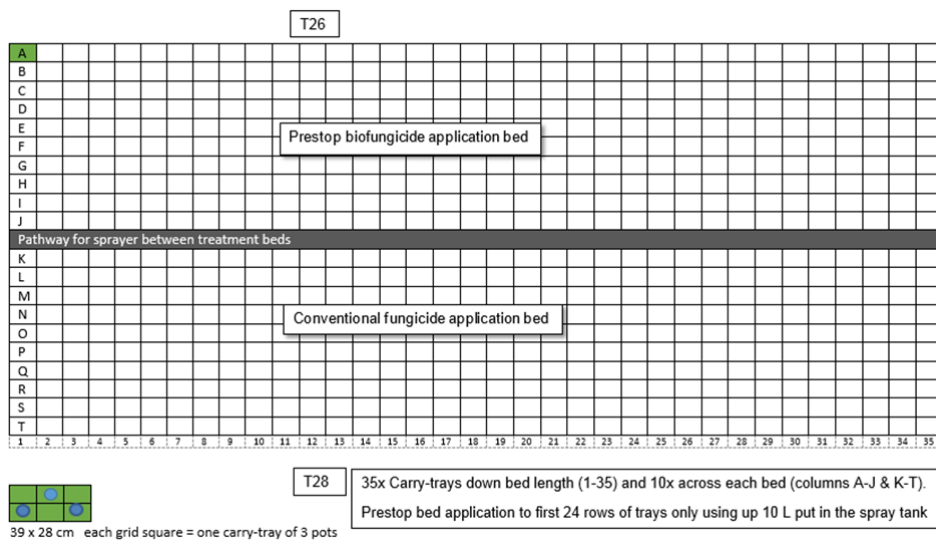 T26
A
B
C
D
E
Prestop biofungicide application bed
F
G
H
I
J
Pathway for sprayer between treatment beds
K
L
M
N
Conventional fungicide application bed
O
P
Q
R
S
T
1 2 3 4 5 6 7 8 9 10 11 12 13 14 15 16 17 18 19 20 21 22 23 24 25 26 27 28 29 30 31 32 33 34 35
T28
35x Carry-trays down bed length (1-35) and 10x across each bed (columns A-J & K-T).
Prestop bed application to first 24 rows of trays only using up 10 L put in the spray tank
39 x 28 cm each grid square = one carry-tray of 3 pots